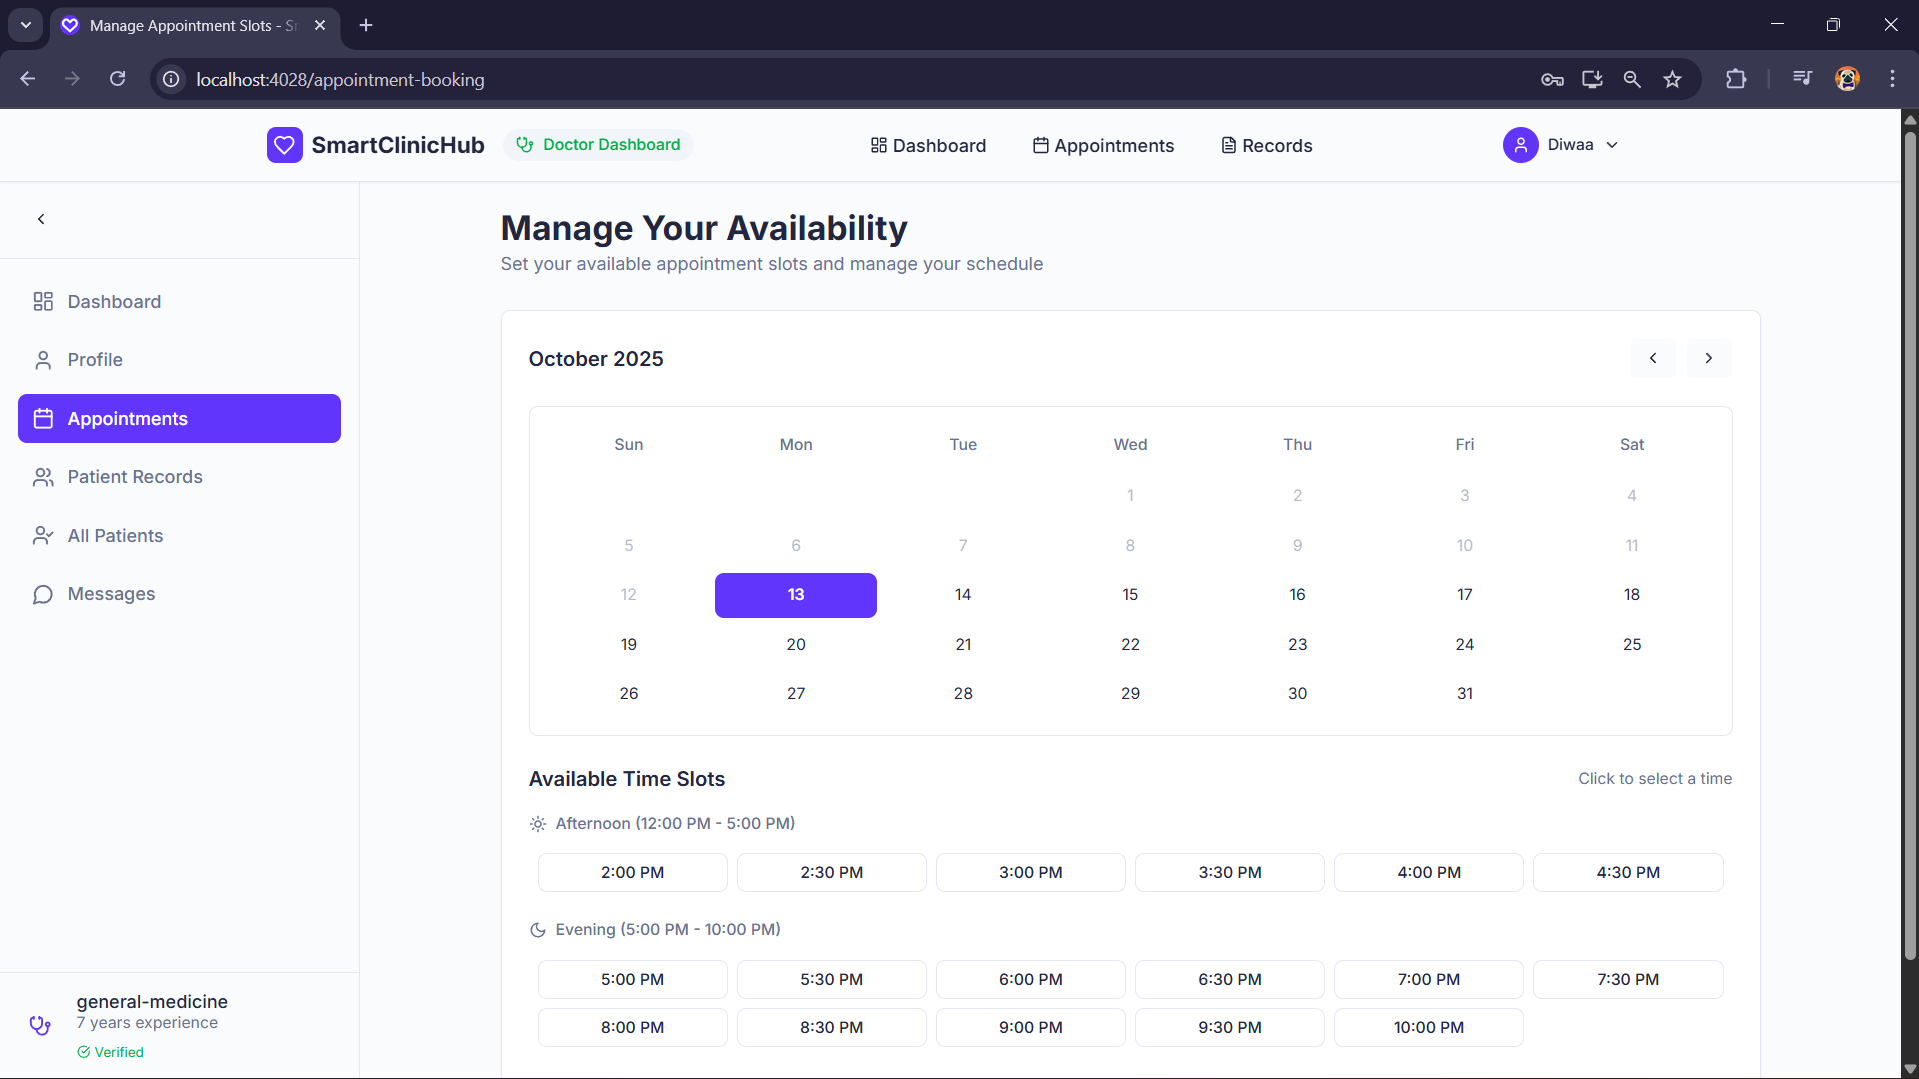 Manage Appointment Slots - Sm
localhost:4028/appointment-booking
SmartClinicHub
Doctor Dashboard
Dashboard
Appointments
Records
Diwaa
Dashboard
Profile
Appointments
Patient Records
All Patients
Messages
general-medicine
7 years experience
Verified
Manage Your Availability
Set your available appointment slots and manage your schedule
October 2025
Sun Mon Tue Wed Thu Fri Sat
1 2 3 4
5 6 7 8 9 10 11
12 13 14 15 16 17 18
19 20 21 22 23 24 25
26 27 28 29 30 31
Available Time Slots
Click to select a time
Afternoon (12:00 PM - 5:00 PM)
2:00 PM 2:30 PM 3:00 PM 3:30 PM 4:00 PM 4:30 PM
Evening (5:00 PM - 10:00 PM)
5:00 PM 5:30 PM 6:00 PM 6:30 PM 7:00 PM 7:30 PM
8:00 PM 8:30 PM 9:00 PM 9:30 PM 10:00 PM